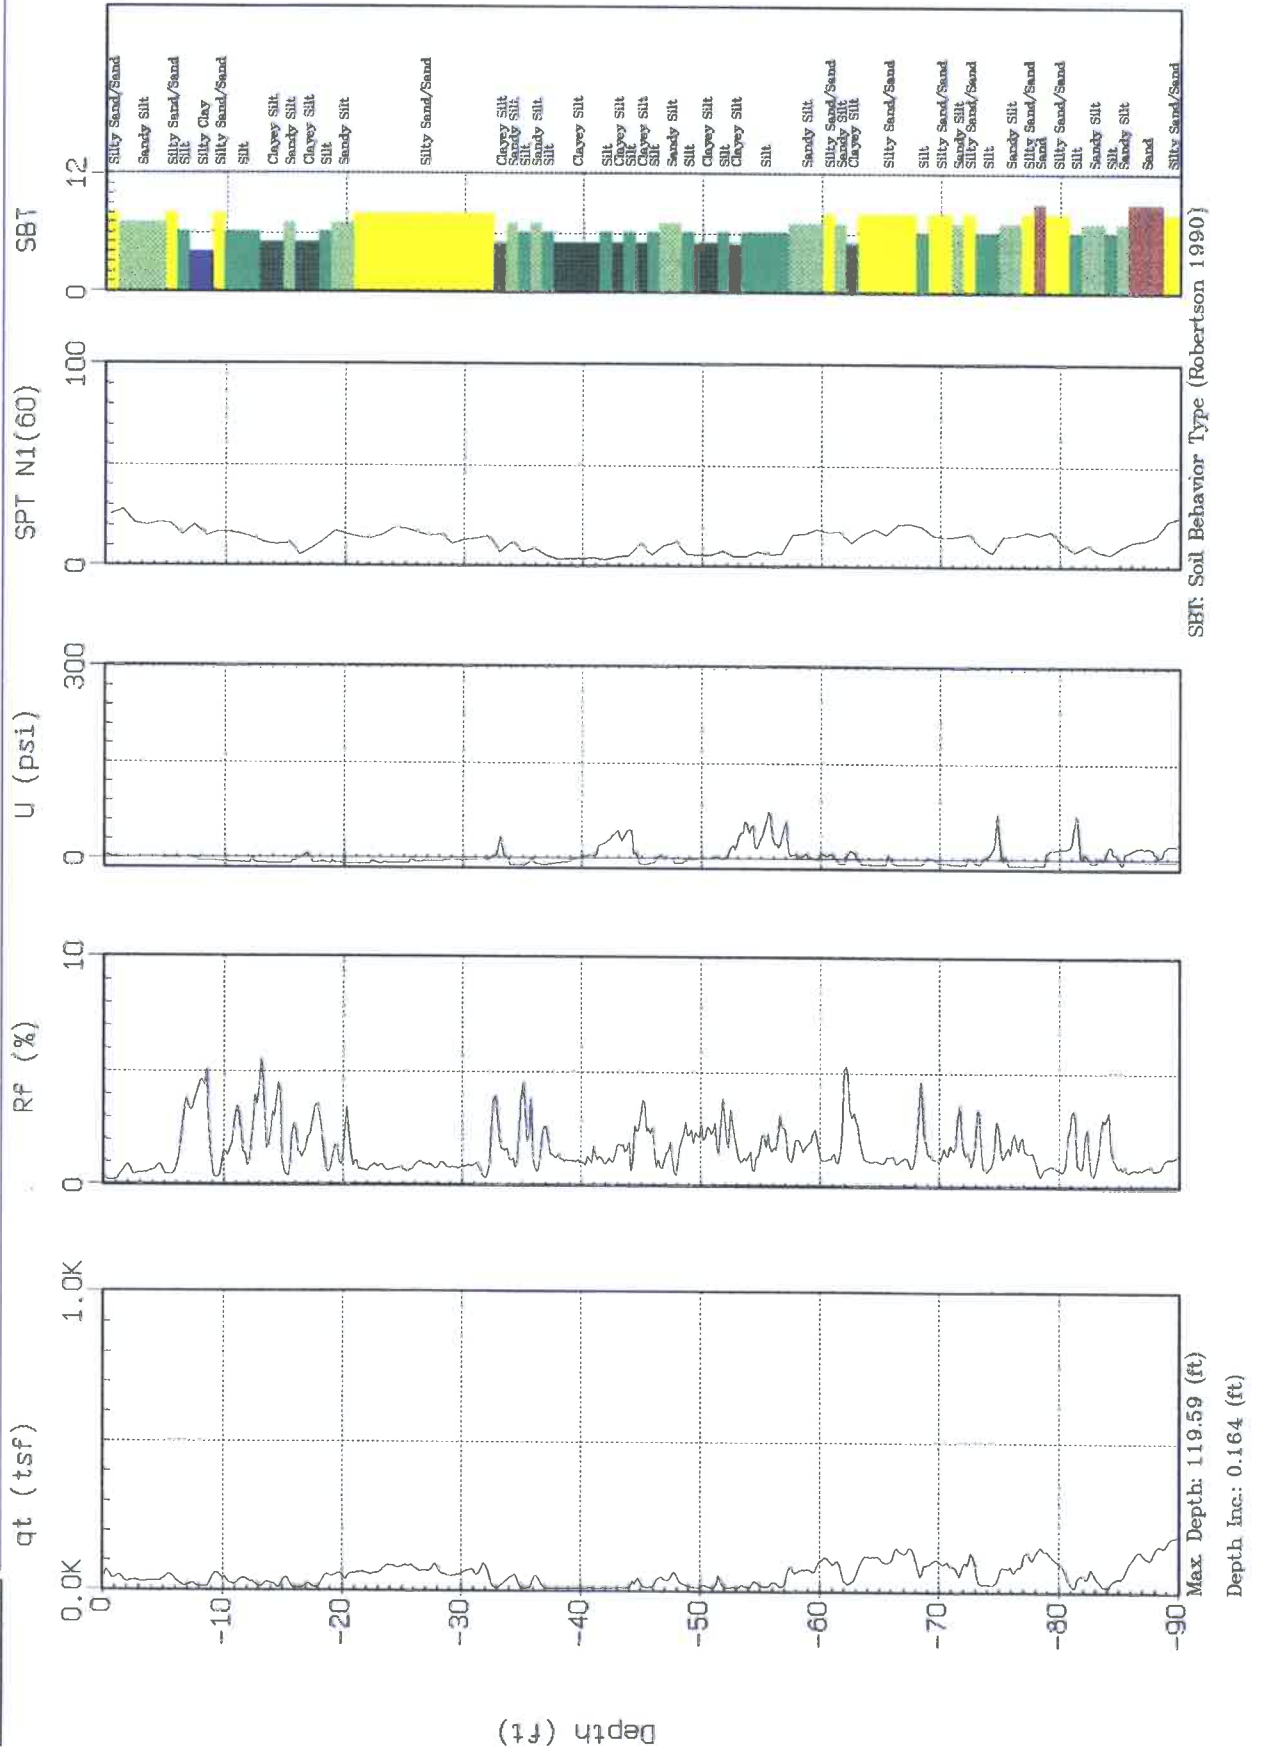 qt (tsf)
0.0K
1.0K
Rf (%)
0
10
U (psi)
0
300
SPT N1(60)
0
100
SBT
0
12
Depth (ft)
0
-10
-20
-30
-40
-50
-60
-70
-80
-90
Silty Sand/Sand
Sandy Silt
Silty Sand/Sand
Silt
Silty Clay
Silty Sand/Sand
Silt
Clayey Silt
Sandy Silt
Clayey Silt
Silt
Sandy Silt
Silty Sand/Sand
Clayey Silt
Sandy Silt
Silt
Sandy Silt
Silt
Clayey Silt
Silt
Clayey Silt
Silt
Clayey Silt
Silt
Sandy Silt
Silt
Clayey Silt
Silt
Clayey Silt
Silt
Sandy Silt
Silty Sand/Sand
Sandy Silt
Clayey Silt
Silty Sand/Sand
Silt
Silty Sand/Sand
Sandy Silt
Silty Sand/Sand
Silt
Sandy Silt
Silty Sand/Sand
Sand
Silty Sand/Sand
Silt
Sandy Silt
Silt
Sandy Silt
Sand
Silty Sand/Sand
Max. Depth: 119.59 (ft)
Depth Inc.: 0.164 (ft)
SBT: Soil Behavior Type (Robertson 1990)